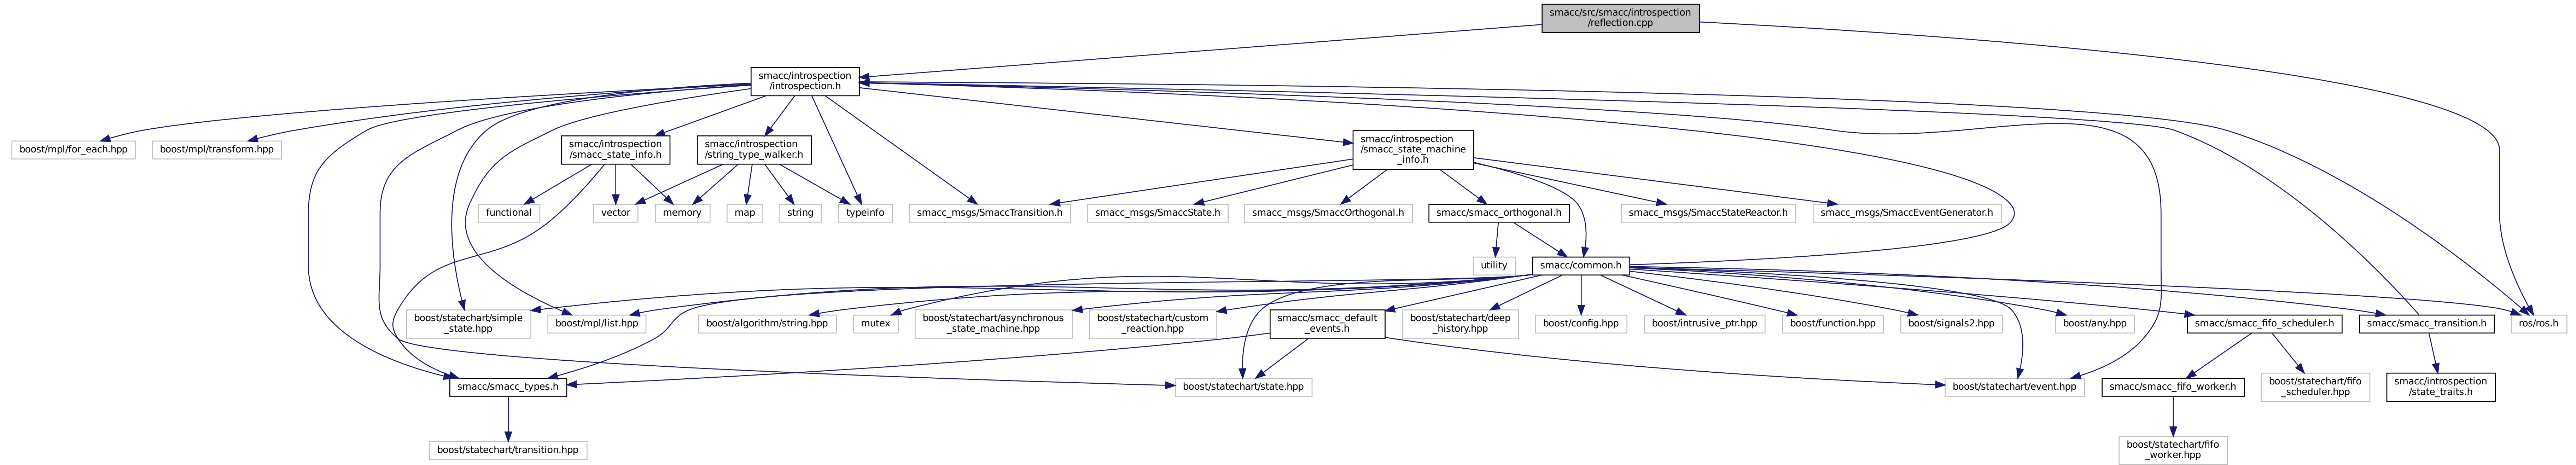 smacc/src/smacc/introspection
/reflection.cpp
smacc/introspection
/introspection.h
boost/mpl/for_each.hpp
boost/mpl/transform.hpp
smacc/introspection
/smacc_state_info.h
smacc/introspection
/string_type_walker.h
smacc/introspection
/smacc_state_machine
_info.h
functional
vector
memory
map
string
typeinfo
smacc_msgs/SmaccTransition.h
smacc_msgs/SmaccState.h
smacc_msgs/SmaccOrthogonal.h
smacc/smacc_orthogonal.h
smacc_msgs/SmaccStateReactor.h
smacc_msgs/SmaccEventGenerator.h
utility
smacc/common.h
boost/statechart/simple
_state.hpp
boost/mpl/list.hpp
boost/algorithm/string.hpp
mutex
boost/statechart/asynchronous
_state_machine.hpp
boost/statechart/custom
_reaction.hpp
smacc/smacc_default
_events.h
boost/statechart/deep
_history.hpp
boost/config.hpp
boost/intrusive_ptr.hpp
boost/function.hpp
boost/signals2.hpp
boost/any.hpp
smacc/smacc_fifo_scheduler.h
smacc/smacc_transition.h
ros/ros.h
smacc/smacc_types.h
boost/statechart/state.hpp
boost/statechart/event.hpp
smacc/smacc_fifo_worker.h
boost/statechart/fifo
_scheduler.hpp
smacc/introspection
/state_traits.h
boost/statechart/transition.hpp
boost/statechart/fifo
_worker.hpp